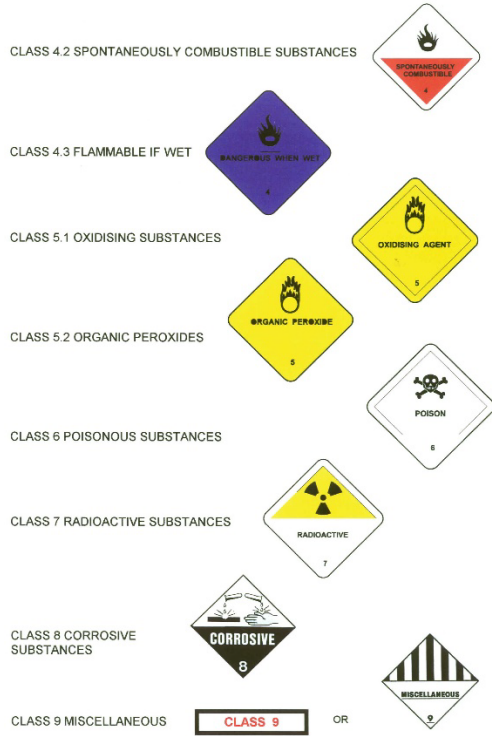 CLASS 4.2 SPONTANEOUSLY COMBUSTIBLE SUBSTANCES
SPONTANEOUSLY
COMBUSTIBLE
4
CLASS 4.3 FLAMMABLE IF WET
DANGEROUS WHEN WET
4
CLASS 5.1 OXIDISING SUBSTANCES
OXIDISING AGENT
5
ORGANIC PEROXIDE
5
CLASS 5.2 ORGANIC PEROXIDES
POISON
6
CLASS 6 POISONOUS SUBSTANCES
CLASS 7 RADIOACTIVE SUBSTANCES
RADIOACTIVE
7
CLASS 8 CORROSIVE
SUBSTANCES
CORROSIVE
8
CLASS 9 MISCELLANEOUS
CLASS 9
OR
MISCELLANEOUS
9